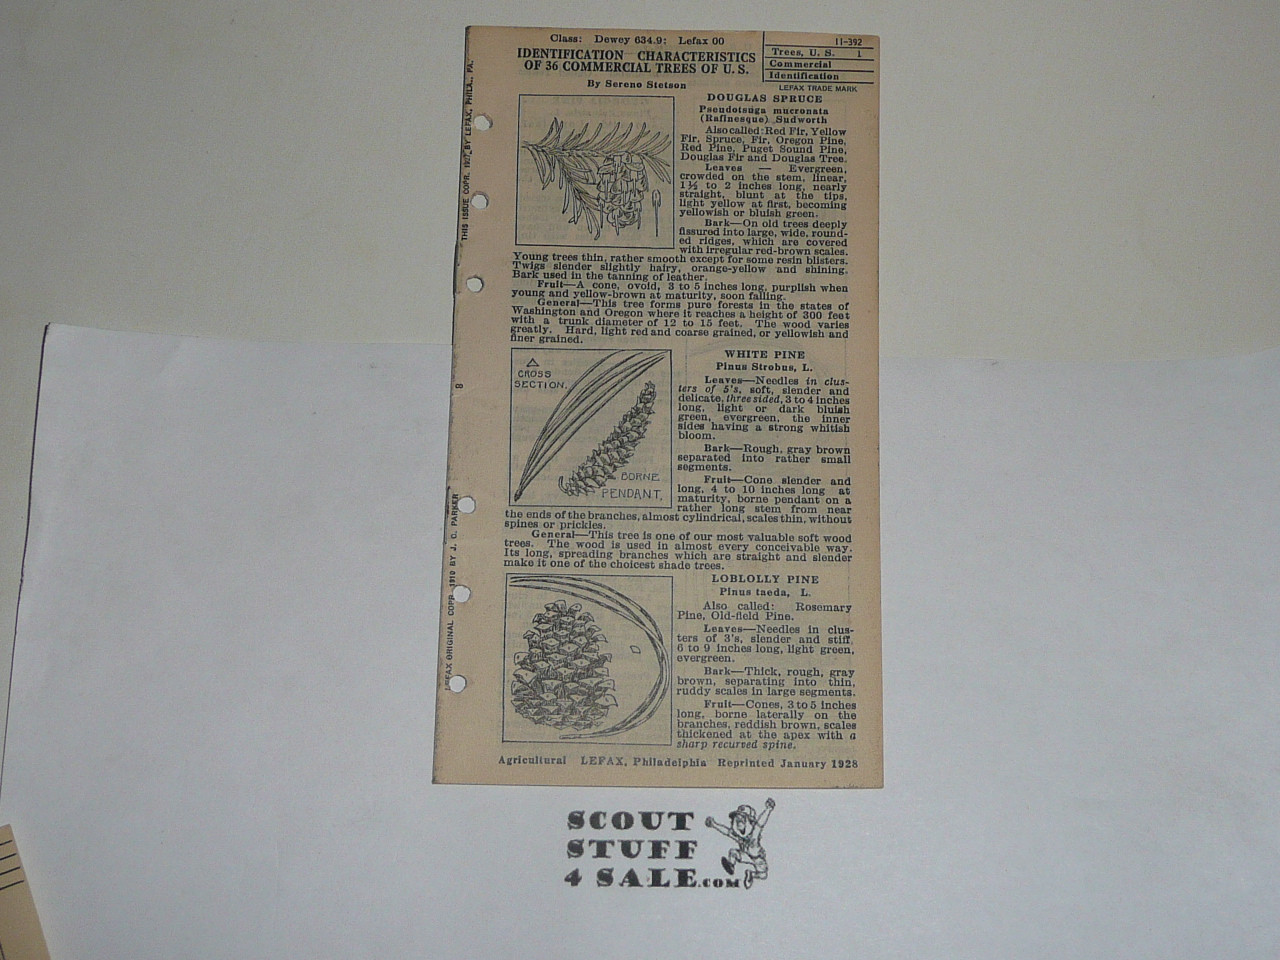 Class: Dewey 634.9; Lefax 00
IDENTIFICATION CHARACTERISTICS
OF 36 COMMERCIAL TREES OF U. S.
By Sereno Stetson
11-392
Trees, U. S. 1
Commercial
Identification
LEFAX TRADE MARK
DOUGLAS SPRUCE
Pseudotsuga mucronata
(Rafinesque) Sudworth
Also called: Red Fir, Yellow
Fir, Spruce, Fir, Oregon Pine,
Red Pine, Puget Sound Pine,
Douglas Fir and Douglas Tree.
Leaves — Evergreen,
crowded on the stem, linear,
1½ to 2 inches long, nearly
straight, blunt at the tips,
light yellow at first, becoming
yellowish or bluish green.
Bark—On old trees deeply
fissured into large, wide, round-
ed ridges, which are covered
with irregular red-brown scales.
Young trees thin, rather smooth except for some resin blisters.
Twigs slender slightly hairy, orange-yellow and shining.
Bark used in the tanning of leather.
Fruit—A cone, ovoid, 3 to 5 inches long, purplish when
young and yellow-brown at maturity, soon falling.
General—This tree forms pure forests in the states of
Washington and Oregon where it reaches a height of 300 feet
with a trunk diameter of 12 to 15 feet. The wood varies
greatly. Hard, light red and coarse grained, or yellowish and
finer grained.
CROSS
SECTION.
BORNE
PENDANT.
WHITE PINE
Pinus Strobus, L.
Leaves—Needles in clus-
ters of 5's, soft, slender and
delicate, three sided, 3 to 4 inches
long, light or dark bluish
green, evergreen, the inner
sides having a strong whitish
bloom.
Bark—Rough, gray brown
separated into rather small
segments.
Fruit—Cone slender and
long, 4 to 10 inches long at
maturity, borne pendant on a
rather long stem from near
the ends of the branches, almost cylindrical, scales thin, without
spines or prickles.
General—This tree is one of our most valuable soft wood
trees. The wood is used in almost every conceivable way.
Its long, spreading branches which are straight and slender
make it one of the choicest shade trees.
LOBLOLLY PINE
Pinus taeda, L.
Also called: Rosemary
Pine, Old-field Pine.
Leaves—Needles in clus-
ters of 3's, slender and stiff,
6 to 9 inches long, light green,
evergreen.
Bark—Thick, rough, gray
brown, separating into thin,
ruddy scales in large segments.
Fruit—Cones, 3 to 5 inches
long, borne laterally on the
branches, reddish brown, scales
thickened at the apex with a
sharp recurved spine.
Agricultural LEFAX, Philadelphia Reprinted January 1928
THIS ISSUE COPR. 1927 BY LEFAX, PHILA., PA.
8
LEFAX ORIGINAL COPR. 1910 BY J. C. PARKER
SCOUT
STUFF
4 SALE.COM